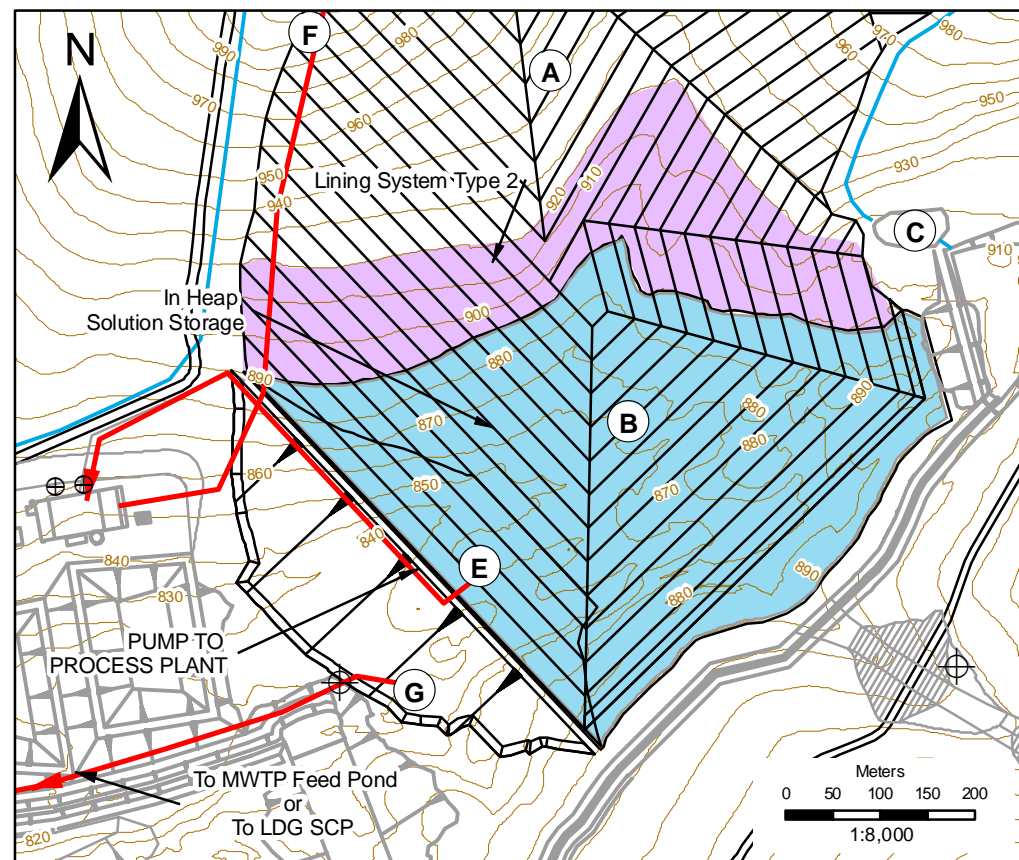 F
990
980
970
980
960
N
A
970
960
950
950
940
Lining System Type 2
920
910
930
C
910
In Heap
Solution Storage
900
880
890
890
880
880
870
B
870
860
850
840
E
840
830
880
890
PUMP TO
PROCESS PLANT
G
To MWTP Feed Pond
or
To LDG SCP
820
Meters
0 50 100 150 200
1:8,000